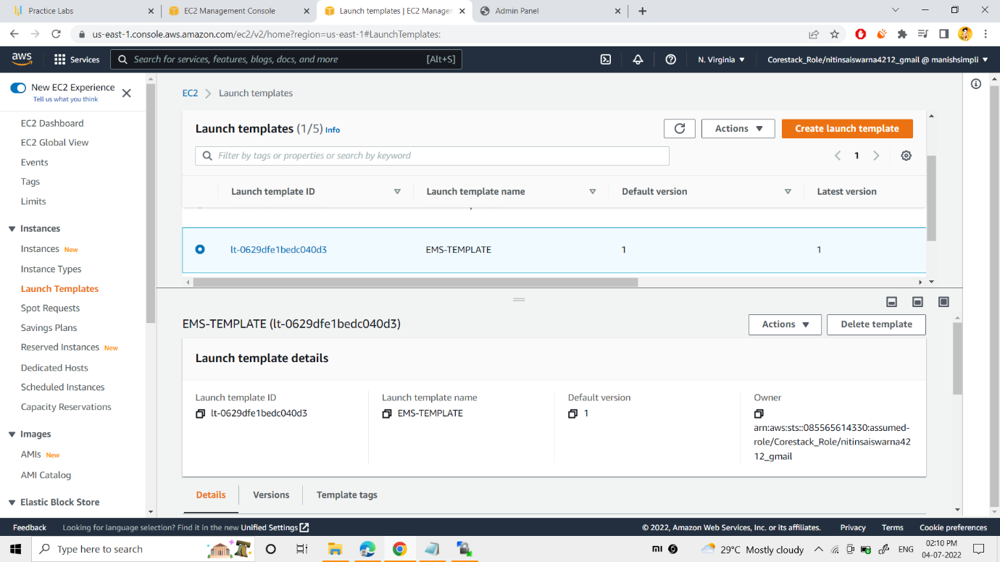 Practice Labs
EC2 Management Console
Launch templates | EC2 Manager
Admin Panel
us-east-1.console.aws.amazon.com/ec2/v2/home?region=us-east-1#LaunchTemplates:
aws
Services
Search for services, features, blogs, docs, and more [Alt+S]
N. Virginia
Corestack_Role/nitinsaiswarna4212_gmail @ manishsimpli
New EC2 Experience
Tell us what you think
EC2 Dashboard
EC2 Global View
Events
Tags
Limits
Instances
Instances New
Instance Types
Launch Templates
Spot Requests
Savings Plans
Reserved Instances New
Dedicated Hosts
Scheduled Instances
Capacity Reservations
Images
AMIs New
AMI Catalog
Elastic Block Store
EC2 Launch templates
Launch templates (1/5) Info
Actions
Create launch template
Filter by tags or properties or search by keyword
1
Launch template ID Launch template name Default version Latest version
lt-0629dfe1bedc040d3 EMS-TEMPLATE 1 1
EMS-TEMPLATE (lt-0629dfe1bedc040d3)
Actions
Delete template
Launch template details
Launch template ID
lt-0629dfe1bedc040d3
Launch template name
EMS-TEMPLATE
Default version
1
Owner
arn:aws:sts::085565614330:assumed-
role/Corestack_Role/nitinsaiswarna42
12_gmail
Details Versions Template tags
Feedback Looking for language selection? Find it in the new Unified Settings
© 2022, Amazon Web Services, Inc. or its affiliates. Privacy Terms Cookie preferences
Type here to search
29°C Mostly cloudy
ENG
02:10 PM
04-07-2022